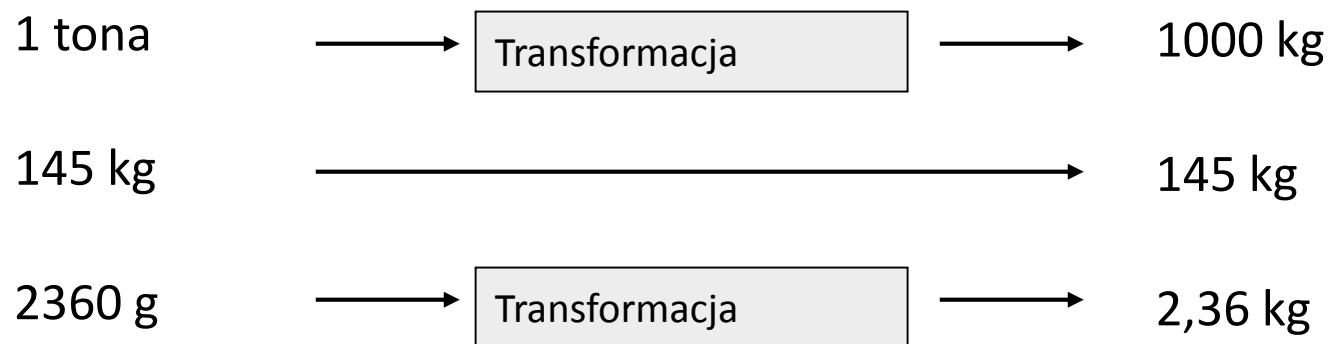 1 tona Transformacja 1000 kg
145 kg 145 kg
2360 g Transformacja 2,36 kg